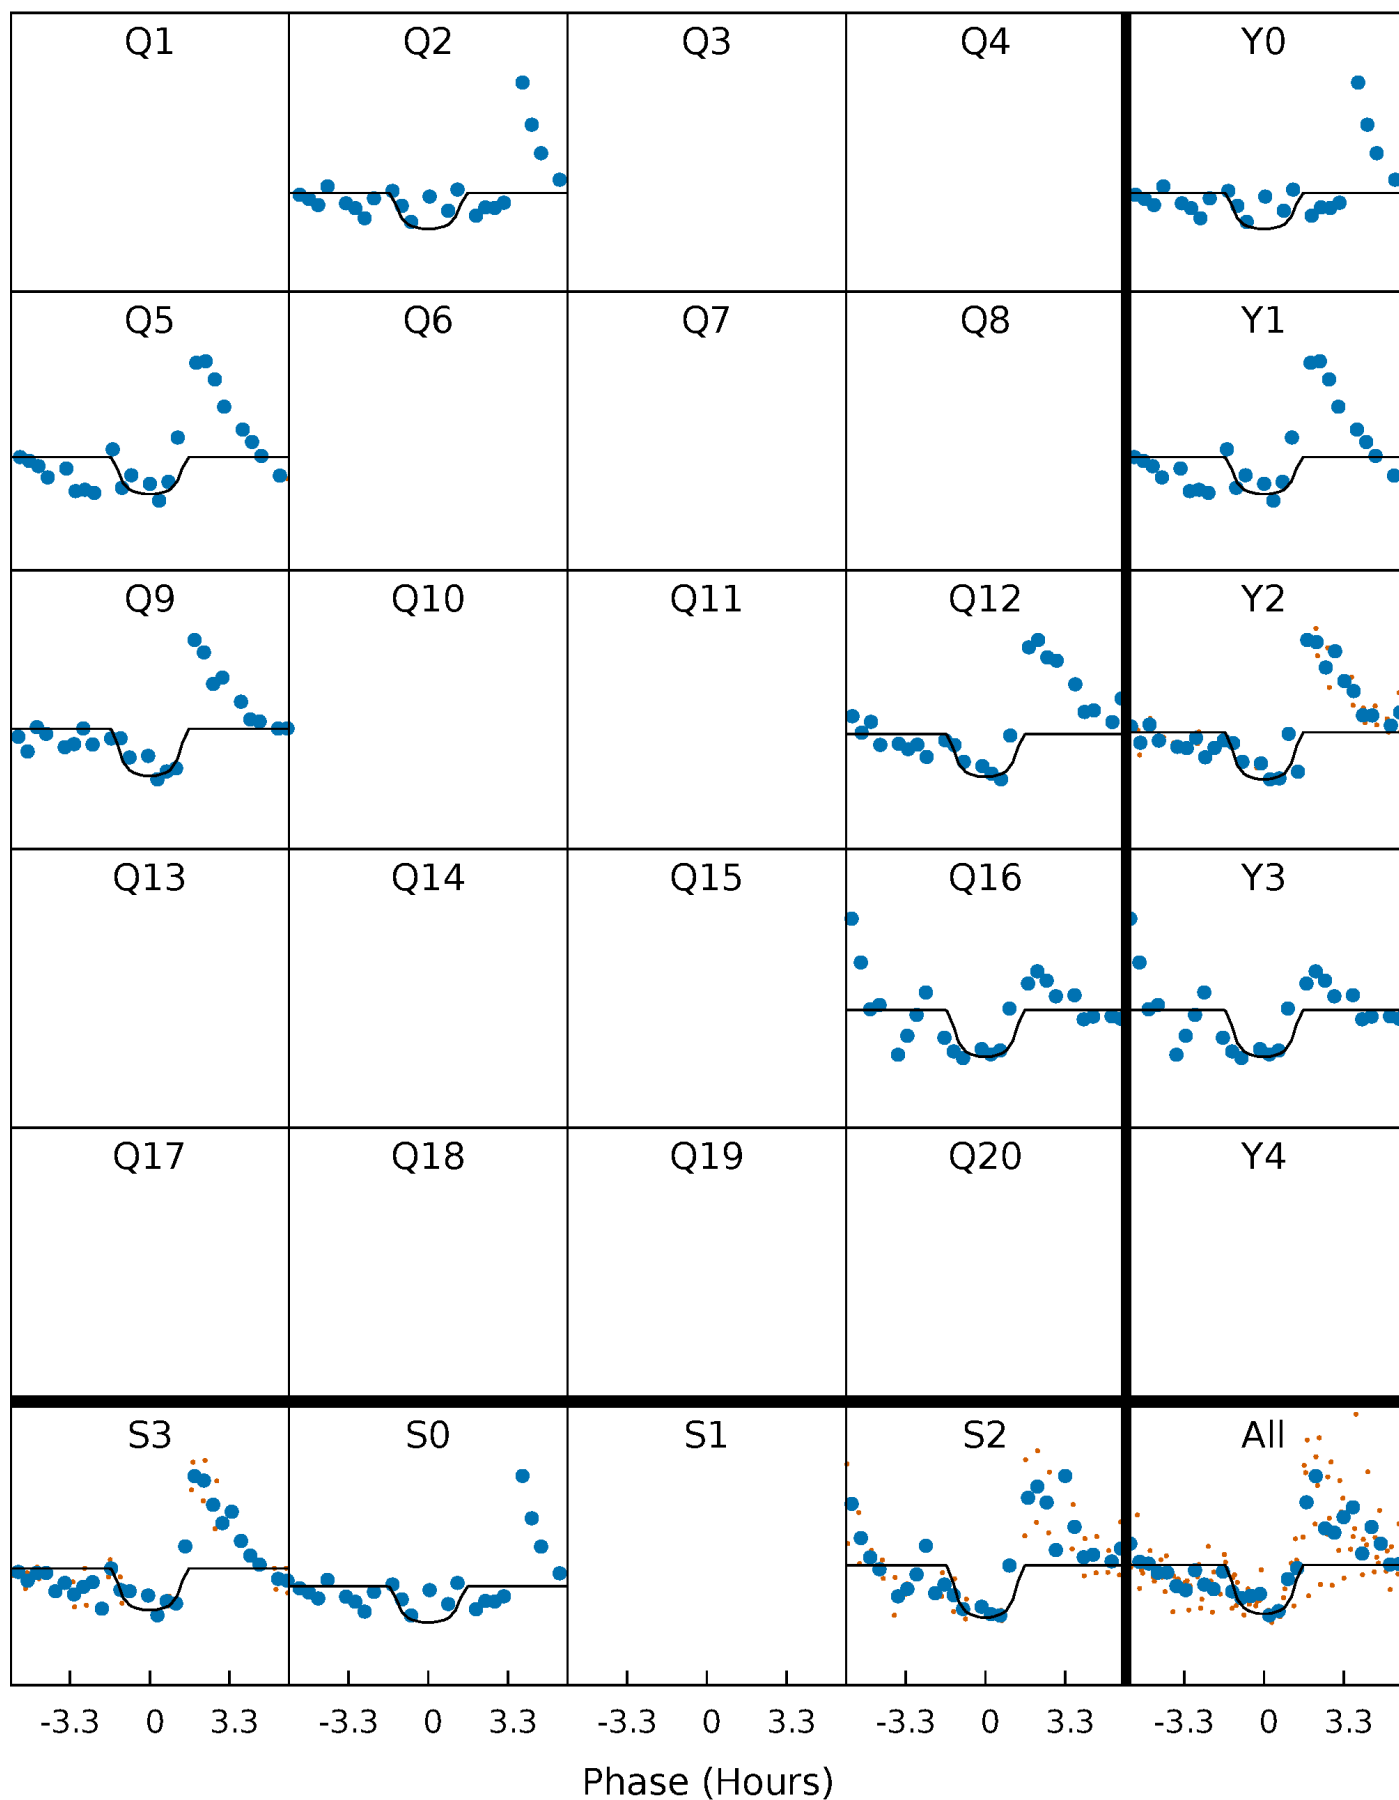 Q1 Q2 Q3 Q4 Y0
Q5 Q6 Q7 Q8 Y1
Q9 Q10 Q11 Q12 Y2
Q13 Q14 Q15 Q16 Y3
Q17 Q18 Q19 Q20 Y4
S3 S0 S1 S2 All
-3.3 0 3.3 -3.3 0 3.3 -3.3 0 3.3 -3.3 0 3.3 -3.3 0 3.3
Phase (Hours)